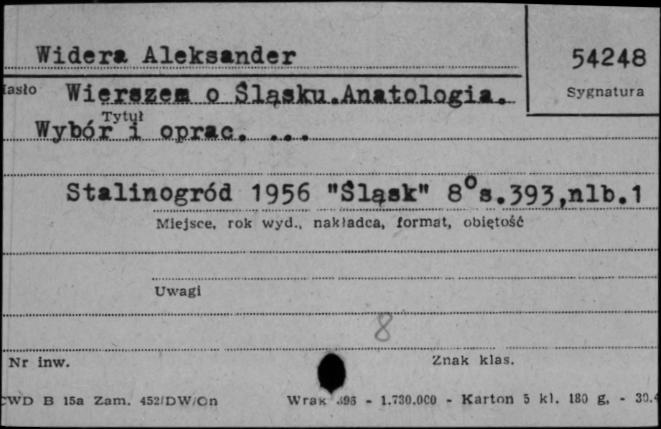 Widera Aleksander
54248
Hasło
Sygnatura
Wierszem o Śląsku.Anatologia.
Tytuł
Wybór i oprac. ...
Stalinogród 1956 "Śląsk" 8° s.393,nlb.1
Miejsce, rok wyd., nakładca, format, objętość
Uwagi
8
Nr inw.
Znak klas.
CWD B 15a Zam. 452/DW/Cn
Wrak - 1.730.000 - Karton 5 kl. 180 g. - 30.4